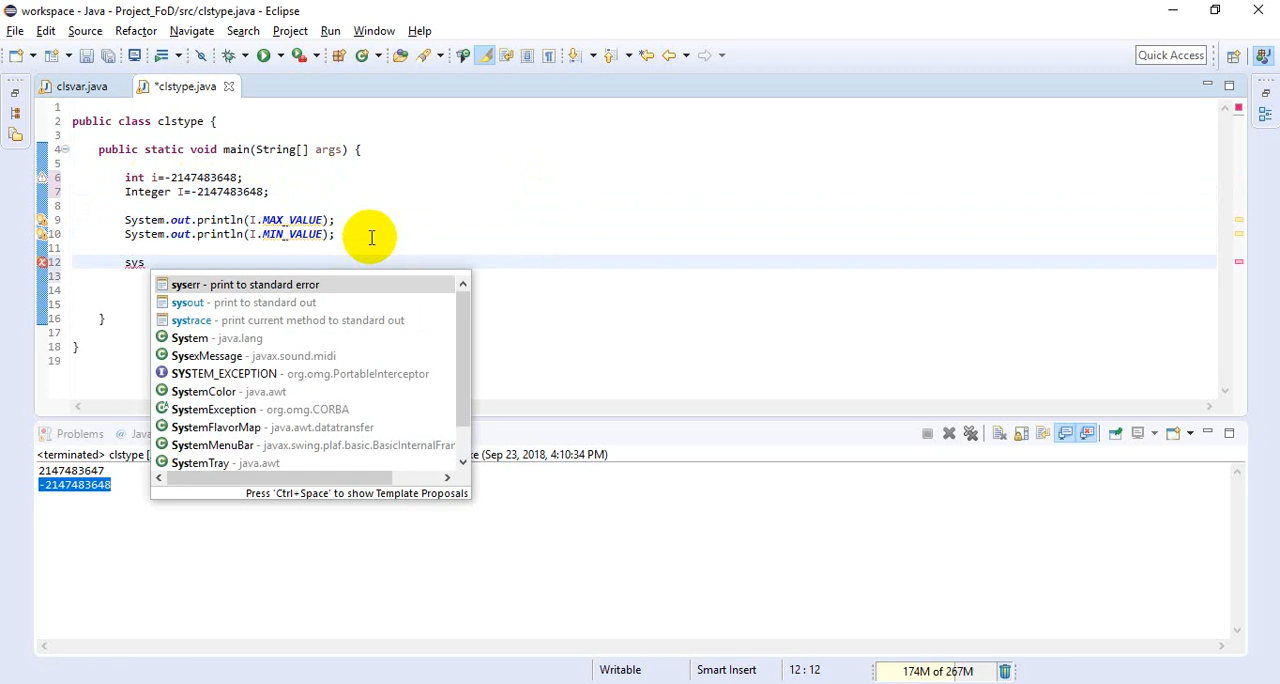 workspace - Java - Project_FoD/src/clstype.java - Eclipse
File Edit Source Refactor Navigate Search Project Run Window Help
Quick Access
clsvar.java *clstype.java
1
2 public class clstype {
3
4 public static void main(String[] args) {
5
6 int i=-2147483648;
7 Integer I=-2147483648;
8
9 System.out.println(I.MAX_VALUE);
10 System.out.println(I.MIN_VALUE);
11
12 sys
13
14
15
16 }
17
18 }
19
syserr - print to standard error
sysout - print to standard out
systrace - print current method to standard out
System - java.lang
SysexMessage - javax.sound.midi
SYSTEM_EXCEPTION - org.omg.PortableInterceptor
SystemColor - java.awt
SystemException - org.omg.CORBA
SystemFlavorMap - java.awt.datatransfer
SystemMenuBar - javax.swing.plaf.basic.BasicInternalFrar
SystemTray - java.awt
Press 'Ctrl+Space' to show Template Proposals
Problems @ Java
<terminated> clstype [ e (Sep 23, 2018, 4:10:34 PM)
2147483647
-2147483648
Writable Smart Insert 12 : 12 174M of 267M